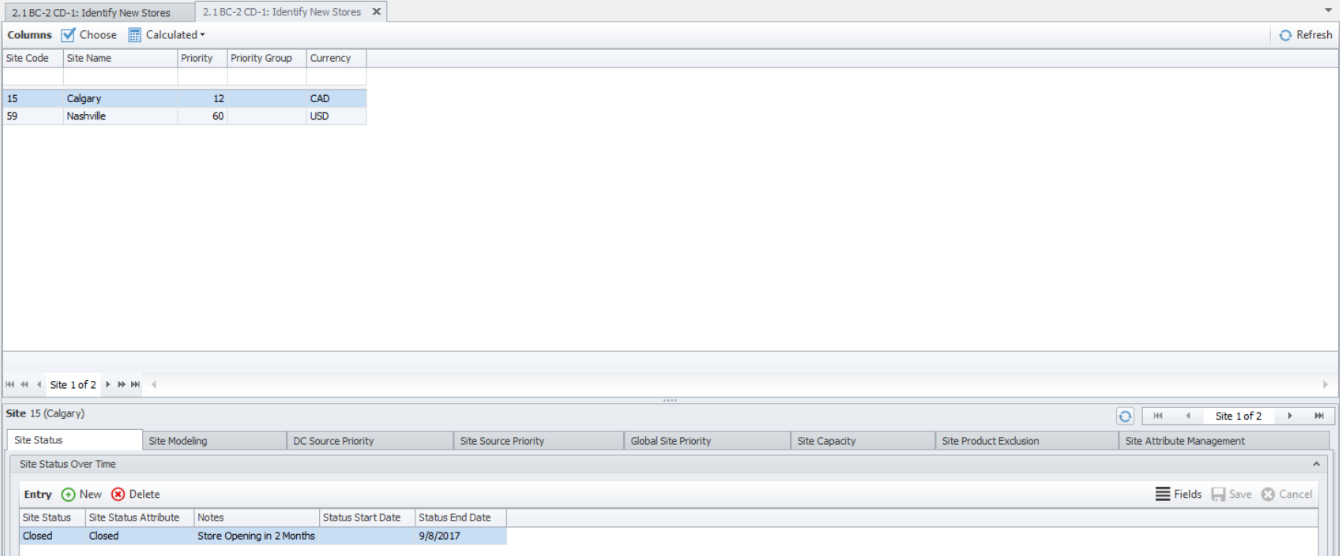 2.1 BC-2 CD-1: Identify New Stores 2.1 BC-2 CD-1: Identify New Stores
Columns Choose Calculated Refresh
Site Code Site Name Priority Priority Group Currency
15 Calgary 12 CAD
59 Nashville 60 USD
Site 1 of 2
Site 15 (Calgary) Site 1 of 2
Site Status Site Modeling DC Source Priority Site Source Priority Global Site Priority Site Capacity Site Product Exclusion Site Attribute Management
Site Status Over Time
Entry New Delete Fields Save Cancel
Site Status Site Status Attribute Notes Status Start Date Status End Date
Closed Closed Store Opening in 2 Months 9/8/2017